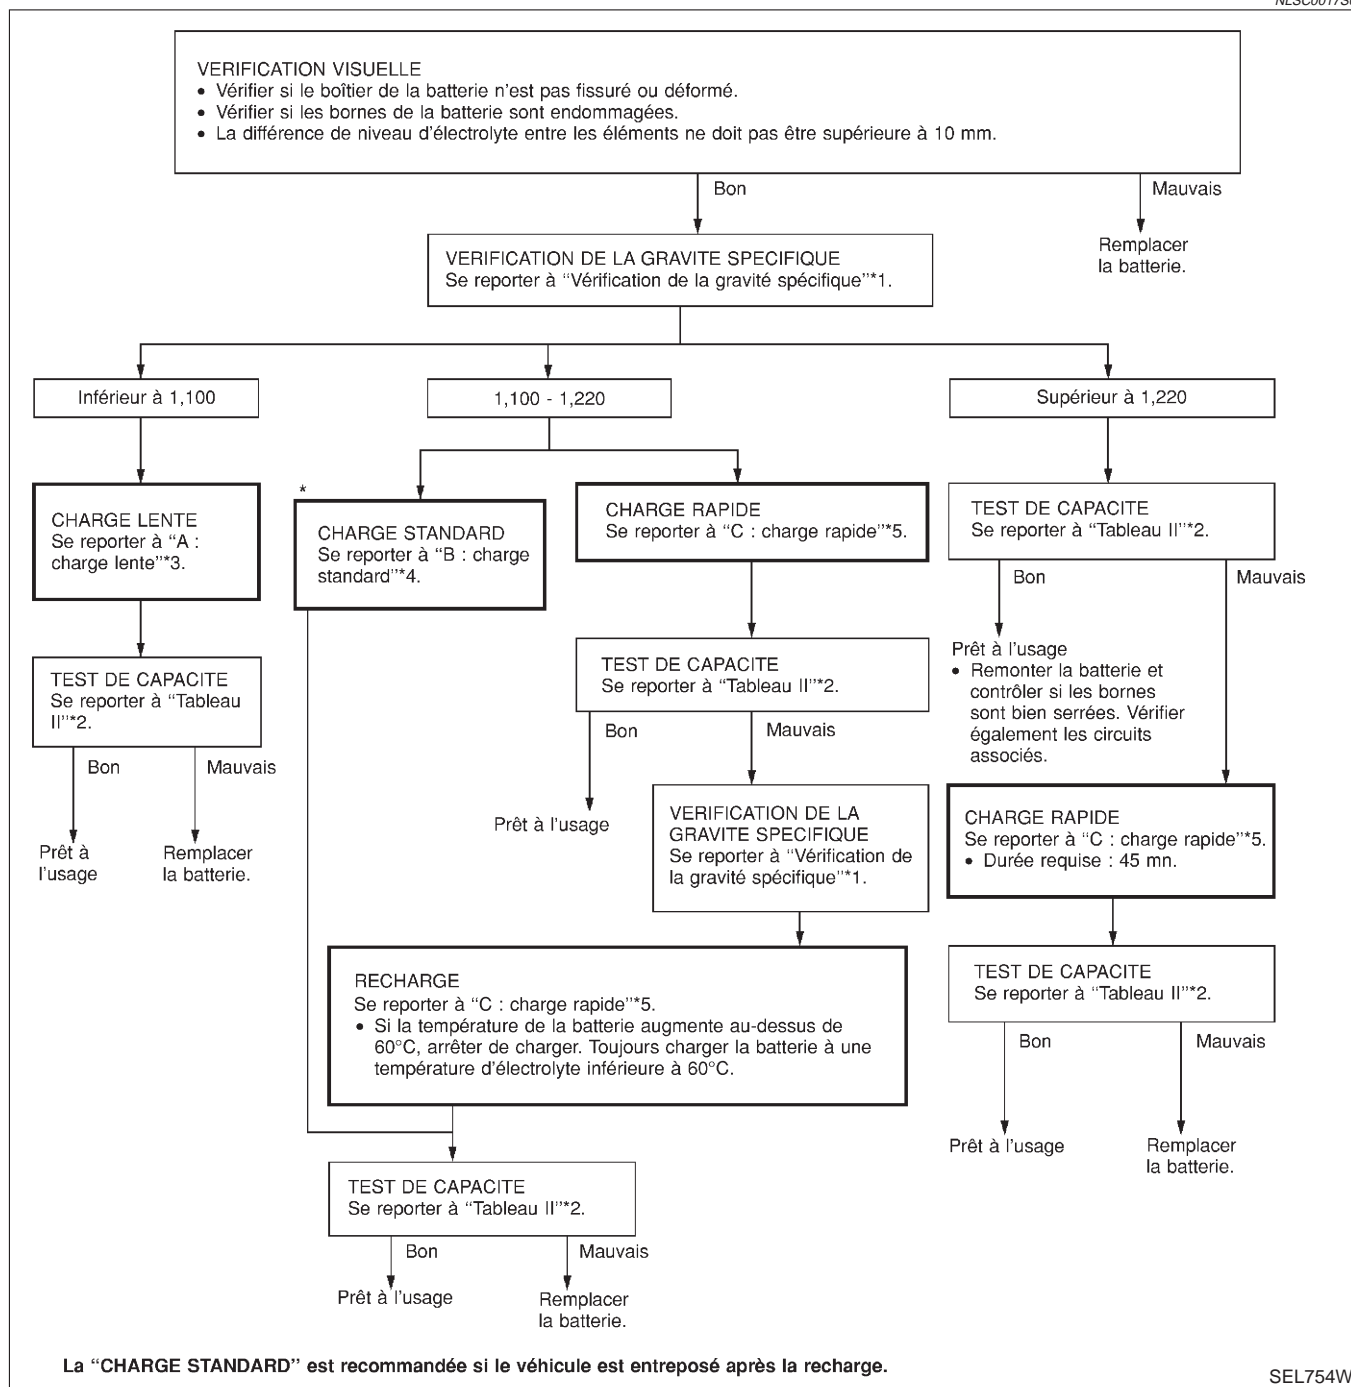 VERIFICATION VISUELLE
• Vérifier si le boîtier de la batterie n'est pas fissuré ou déformé.
• Vérifier si les bornes de la batterie sont endommagées.
• La différence de niveau d'électrolyte entre les éléments ne doit pas être supérieure à 10 mm.
Bon
Mauvais
Remplacer
la batterie.
VERIFICATION DE LA GRAVITE SPECIFIQUE
Se reporter à “Vérification de la gravité spécifique”*1.
Inférieur à 1,100
1,100 - 1,220
Supérieur à 1,220
CHARGE LENTE
Se reporter à “A :
charge lente”*3.
*
CHARGE STANDARD
Se reporter à “B : charge
standard”*4.
CHARGE RAPIDE
Se reporter à “C : charge rapide”*5.
TEST DE CAPACITE
Se reporter à “Tableau II”*2.
Bon
Mauvais
Prêt à l'usage
• Remonter la batterie et
contrôler si les bornes
sont bien serrées. Vérifier
également les circuits
associés.
TEST DE CAPACITE
Se reporter à “Tableau
II”*2.
Bon
Mauvais
Prêt à
l'usage
Remplacer
la batterie.
TEST DE CAPACITE
Se reporter à “Tableau II”*2.
Bon
Mauvais
Prêt à l'usage
VERIFICATION DE LA
GRAVITE SPECIFIQUE
Se reporter à “Vérification de
la gravité spécifique”*1.
CHARGE RAPIDE
Se reporter à “C : charge rapide”*5.
• Durée requise : 45 mn.
RECHARGE
Se reporter à “C : charge rapide”*5.
• Si la température de la batterie augmente au-dessus de
60°C, arrêter de charger. Toujours charger la batterie à une
température d'électrolyte inférieure à 60°C.
TEST DE CAPACITE
Se reporter à “Tableau II”*2.
Bon
Mauvais
Prêt à l'usage
Remplacer
la batterie.
TEST DE CAPACITE
Se reporter à “Tableau II”*2.
Bon
Mauvais
Prêt à l'usage
Remplacer
la batterie.
La “CHARGE STANDARD” est recommandée si le véhicule est entreposé après la recharge.
SEL754W